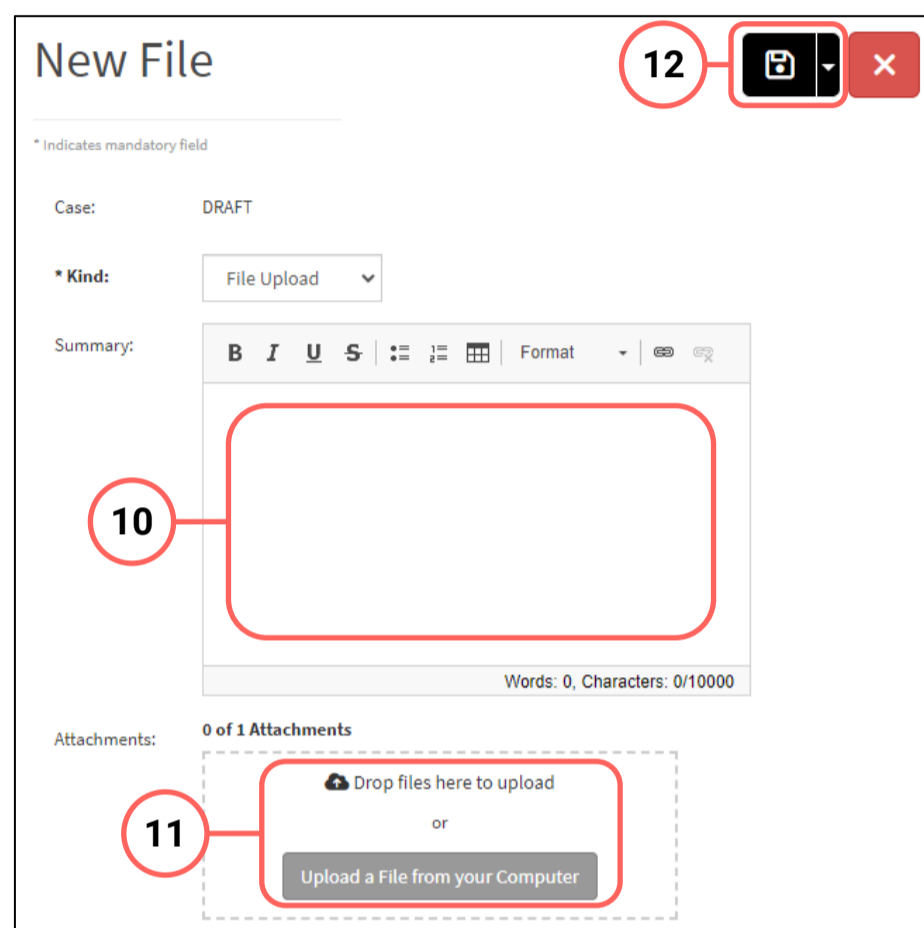 New File
12
* Indicates mandatory field
Case: DRAFT
* Kind: File Upload
Summary:
B I U S Format
10
Words: 0, Characters: 0/10000
Attachments: 0 of 1 Attachments
Drop files here to upload
or
11
Upload a File from your Computer